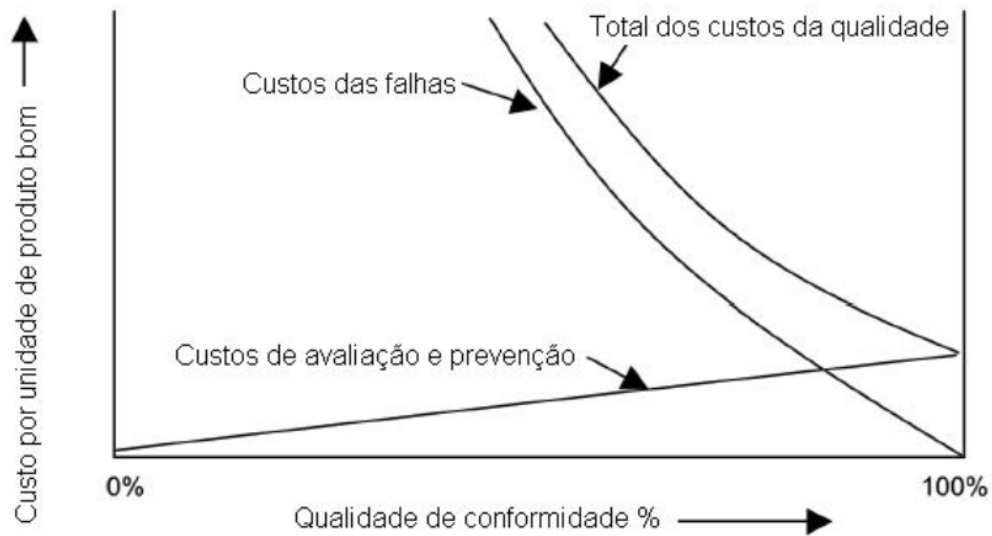 Total dos custos da qualidade
Custos das falhas
Custo por unidade de produto bom
Custos de avaliação e prevenção
0%
100%
Qualidade de conformidade %